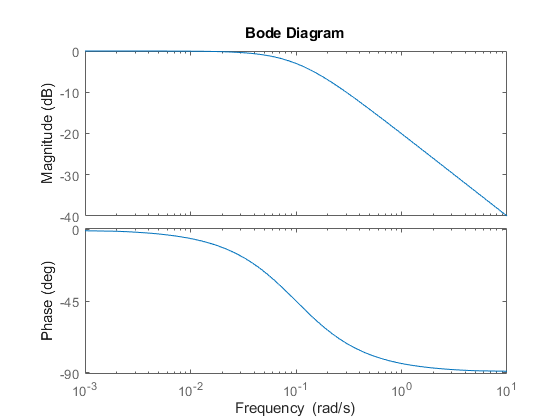 Bode Diagram
Magnitude (dB)
0
-10
-20
-30
-40
Phase (deg)
0
-45
-90
10^-3 10^-2 10^-1 10^0 10^1
Frequency (rad/s)